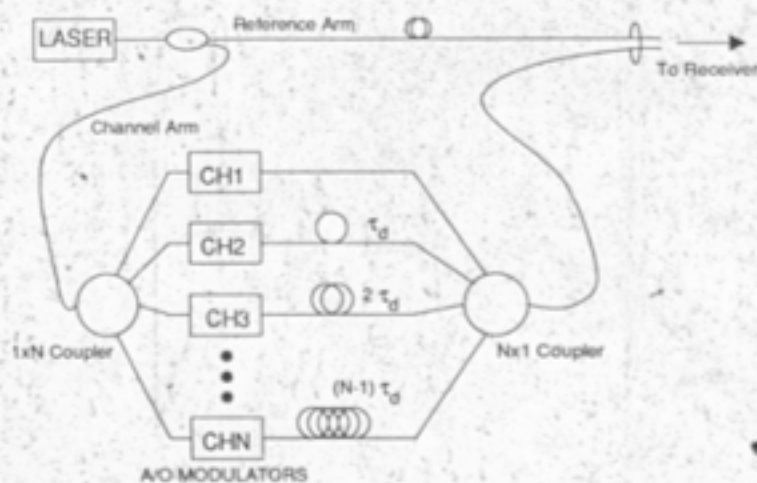 LASER
Reference Arm
To Receiver
Channel Arm
CH1
CH2
τd
CH3
2 τd
1xN Coupler
Nx1 Coupler
(N-1) τd
CHN
A/O MODULATORS